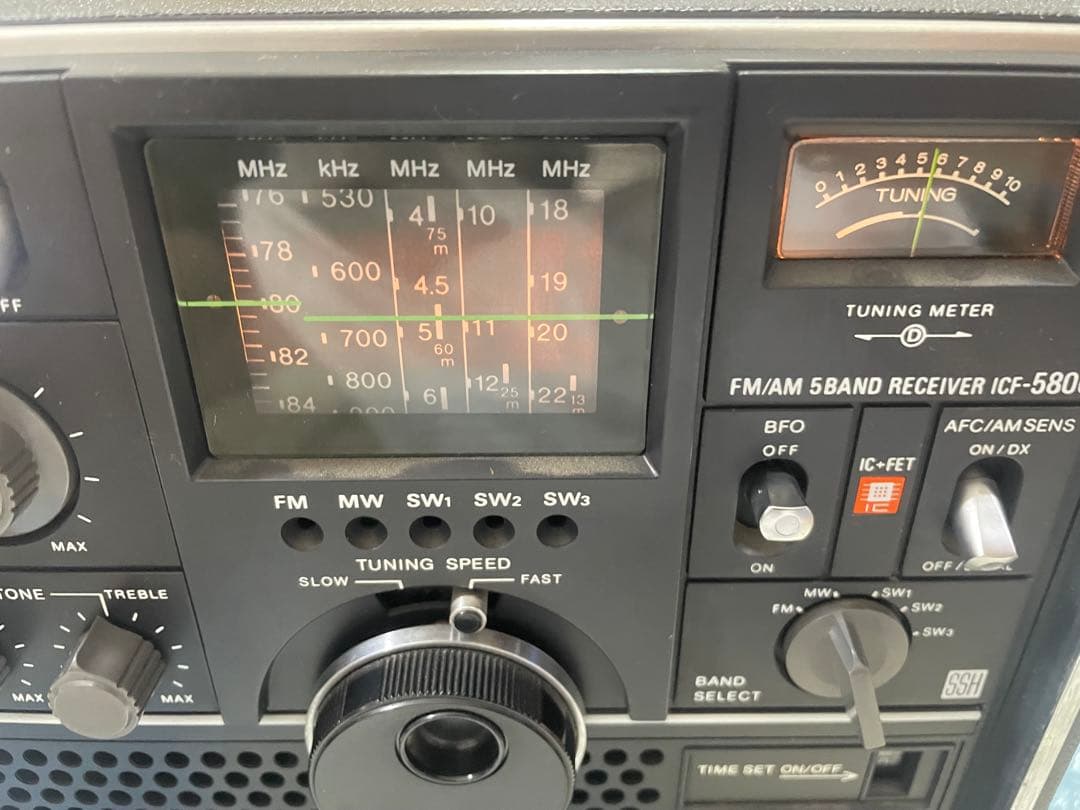 MHz kHz MHz MHz MHz
76 530 4 10 18
75
m
78 600 4.5 19
80
700 5 11 20
82 60
m
800 6 12 22
25 13
m m
84
0 1 2 3 4 5 6 7 8 9 10
TUNING
TUNING METER
D
FM/AM 5BAND RECEIVER ICF-580
FF
MAX
FM MW SW1 SW2 SW3
TUNING SPEED
SLOW FAST
BFO
OFF
ON
IC+FET
IC
AFC/AM SENS
ON/DX
OFF/
TONE TREBLE
MAX MAX
MW SW1
FM SW2
SW3
BAND
SELECT
SSH
TIME SET ON/OFF